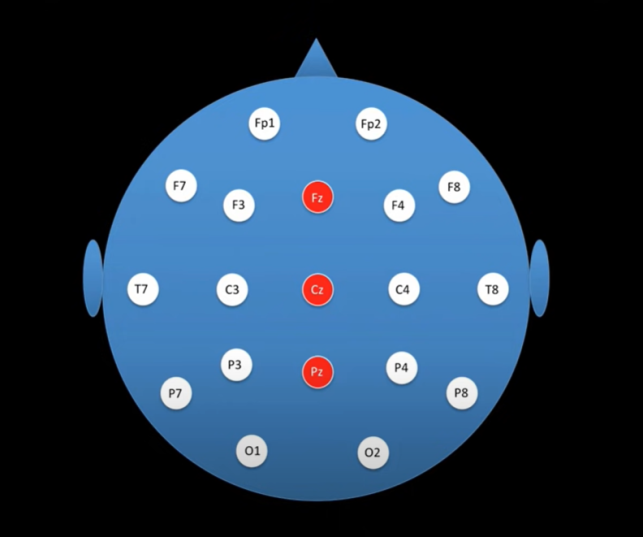 Fp1 Fp2
F7 F3 Fz F4 F8
T7 C3 Cz C4 T8
P7 P3 Pz P4 P8
O1 O2